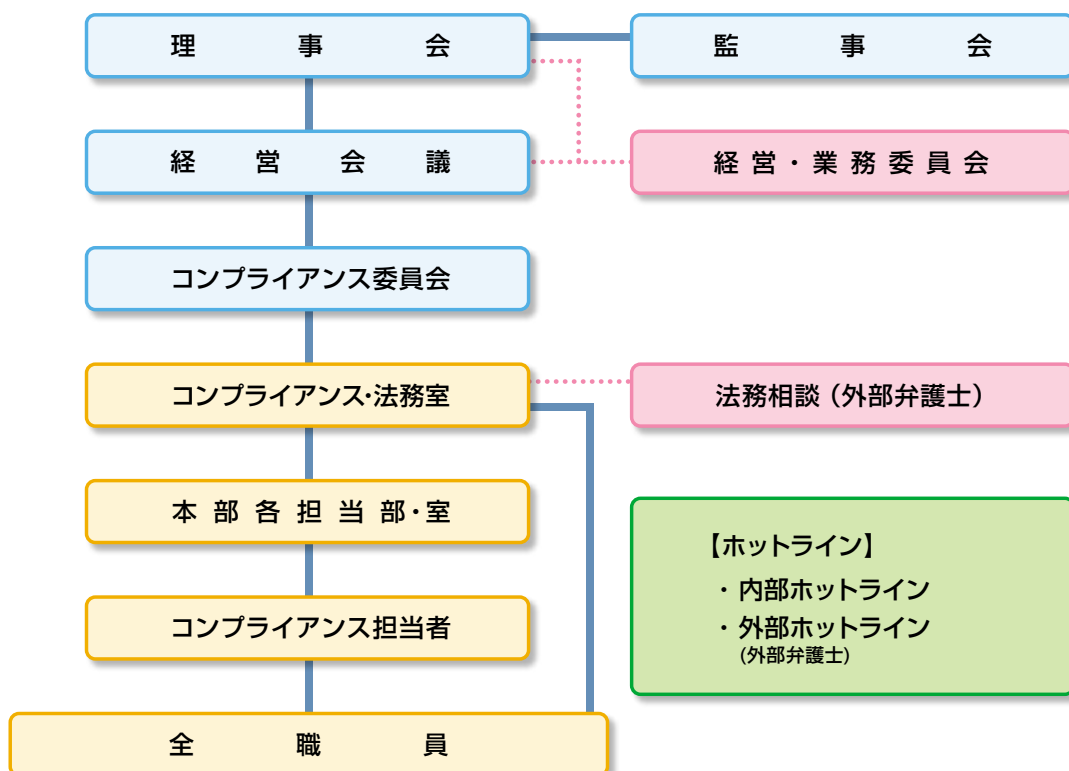 理事会
監事会
経営会議
経営・業務委員会
コンプライアンス委員会
コンプライアンス・法務室
法務相談（外部弁護士）
本部各担当部・室
【ホットライン】
・内部ホットライン
・外部ホットライン
(外部弁護士)
コンプライアンス担当者
全職員